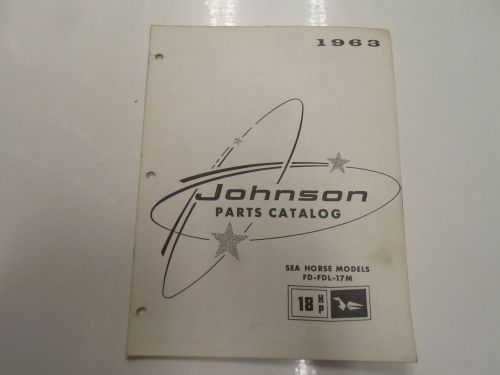 1963
Johnson
PARTS CATALOG
SEA HORSE MODELS
FD-FDL-17M
18 HP